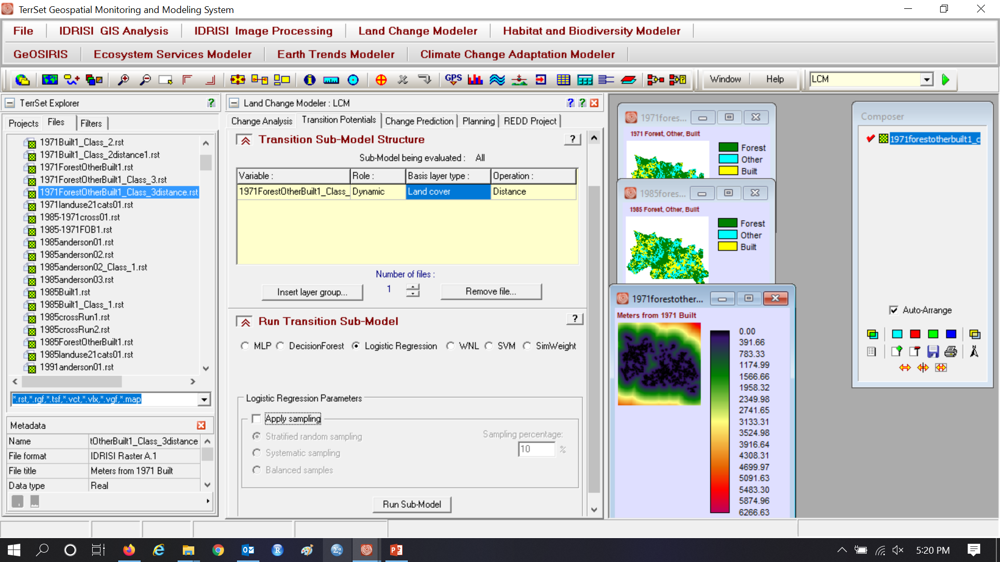 TerrSet Geospatial Monitoring and Modeling System
File IDRISI GIS Analysis IDRISI Image Processing Land Change Modeler Habitat and Biodiversity Modeler
GeOSIRIS Ecosystem Services Modeler Earth Trends Modeler Climate Change Adaptation Modeler
GPS Window Help LCM
TerrSet Explorer ?
Projects Files Filters
1971Built1_Class_2.rst
1971Built1_Class_2distance1.rst
1971ForestOtherBuilt1.rst
1971ForestOtherBuilt1_Class_3.rst
1971ForestOtherBuilt1_Class_3distance.rst
1971landuse21cats01.rst
1985-1971cross01.rst
1985-1971FOB1.rst
1985anderson01.rst
1985anderson02.rst
1985anderson02_Class_1.rst
1985anderson03.rst
1985Built1.rst
1985Built1_Class_1.rst
1985crossRun1.rst
1985crossRun2.rst
1985ForestOtherBuilt1.rst
1985landuse21cats01.rst
1991anderson01.rst
*.rst,*.rgf,*.tsf,*.vct,*.vlx,*.vgf,*.map
Metadata
Name tOtherBuilt1_Class_3distance
File format IDRISI Raster A.1
File title Meters from 1971 Built
Data type Real
Land Change Modeler : LCM ? ?
Change Analysis Transition Potentials Change Prediction Planning REDD Project
Transition Sub-Model Structure ?
Sub-Model being evaluated : All
Variable : Role : Basis layer type : Operation :
1971ForestOtherBuilt1_Class_ Dynamic Land cover Distance
Number of files :
Insert layer group... 1 Remove file...
Run Transition Sub-Model ?
MLP DecisionForest Logistic Regression WNL SVM SimWeight
Logistic Regression Parameters
Apply sampling
Stratified random sampling Sampling percentage:
10 %
Systematic sampling
Balanced samples
Run Sub-Model
1971fores...
1971 Forest, Other, Built
Forest
Other
Built
1985fores...
1985 Forest, Other, Built
Forest
Other
Built
1971forestother...
Meters from 1971 Built
0.00
391.66
783.33
1174.99
1566.66
1958.32
2349.98
2741.65
3133.31
3524.98
3916.64
4308.31
4699.97
5091.63
5483.30
5874.96
6266.63
Composer
1971forestotherbuilt1_c
Auto-Arrange
5:20 PM